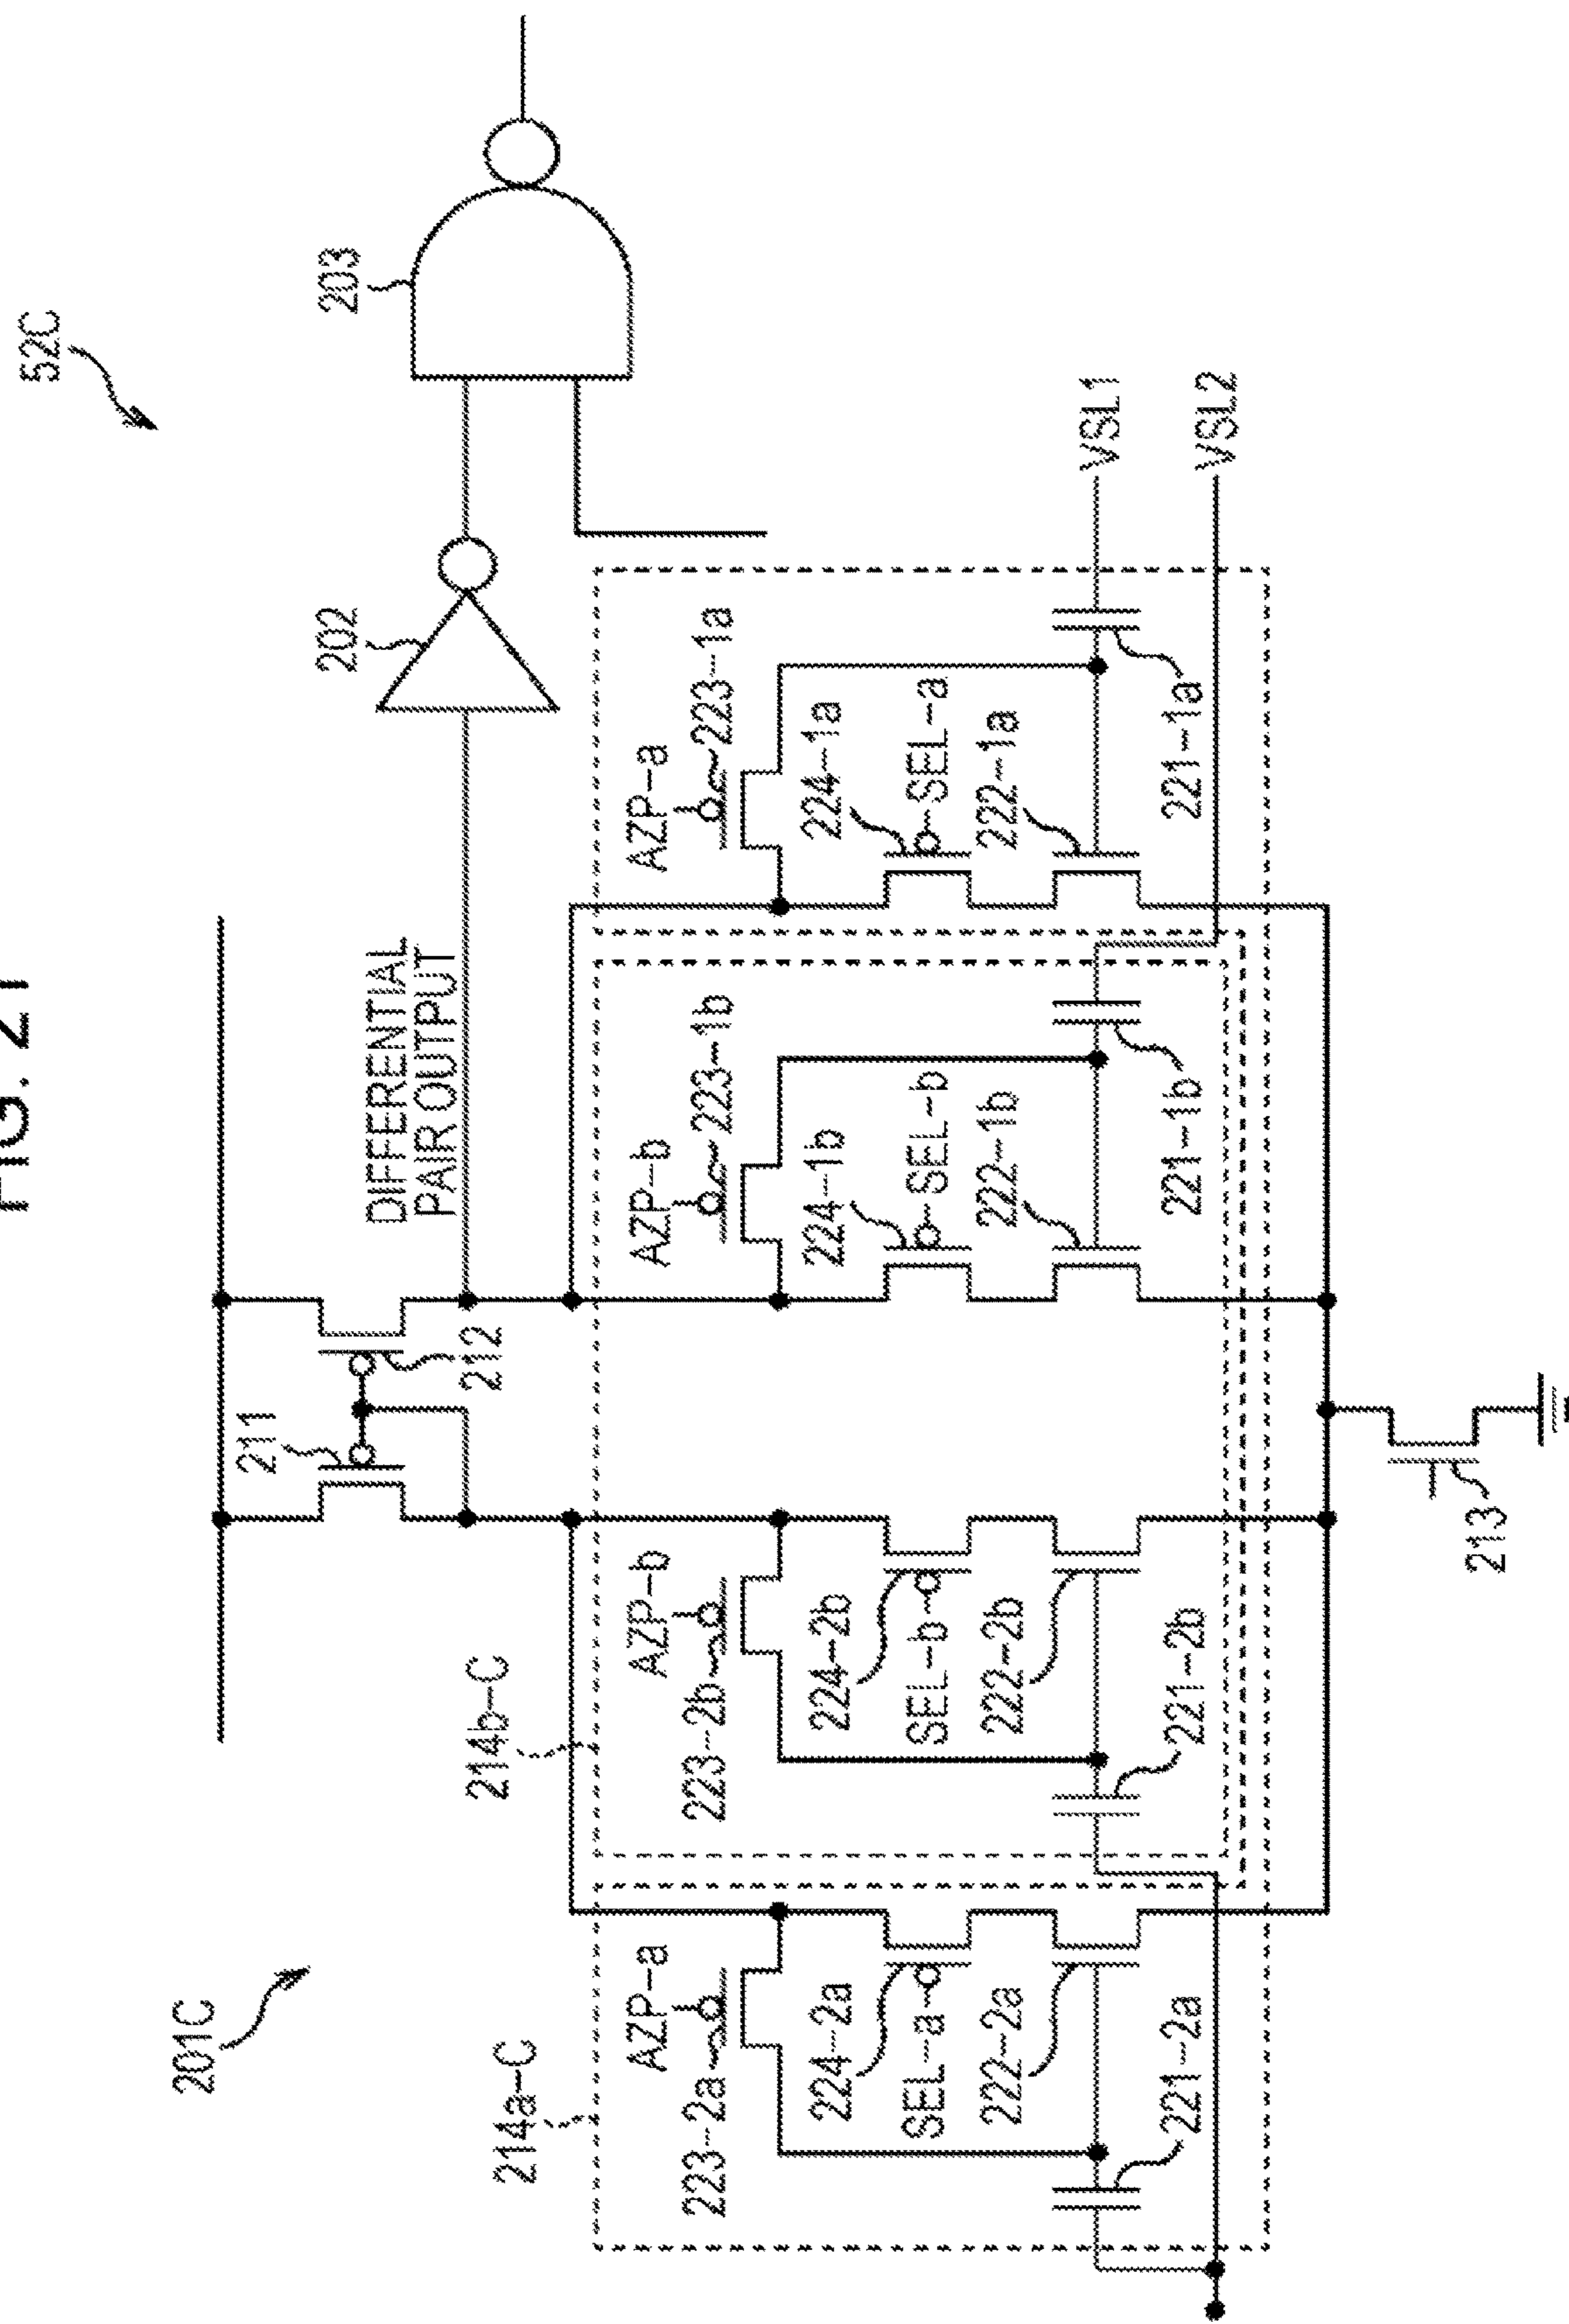 FIG. 21
52C
201C
211
212
DIFFERENTIAL
PAIR OUTPUT
202
203
214a-C
214b-C
AZP-a
223-2a
224-2a
SEL-a
222-2a
221-2a
AZP-b
223-2b
224-2b
SEL-b
222-2b
221-2b
AZP-b
223-1b
224-1b
SEL-b
222-1b
221-1b
AZP-a
223-1a
224-1a
SEL-a
222-1a
221-1a
VSL1
VSL2
213